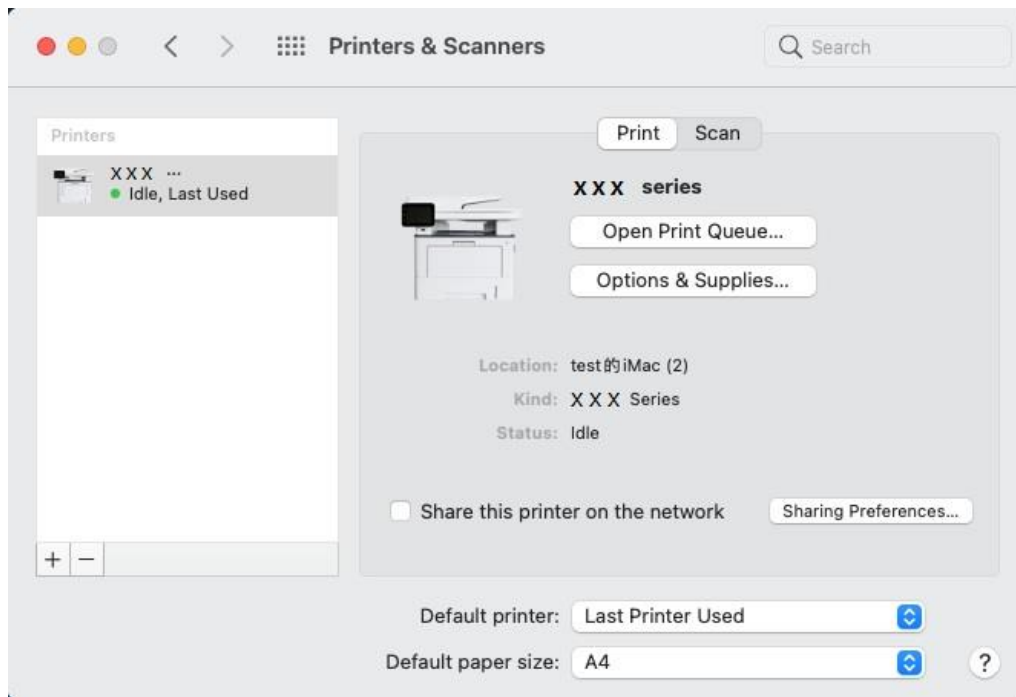 Printers & Scanners
Search
Printers
XXX ...
Idle, Last Used
Print Scan
XXX series
Open Print Queue...
Options & Supplies...
Location: test的iMac (2)
Kind: XXX Series
Status: Idle
Share this printer on the network
Sharing Preferences...
+ −
Default printer: Last Printer Used
Default paper size: A4
?